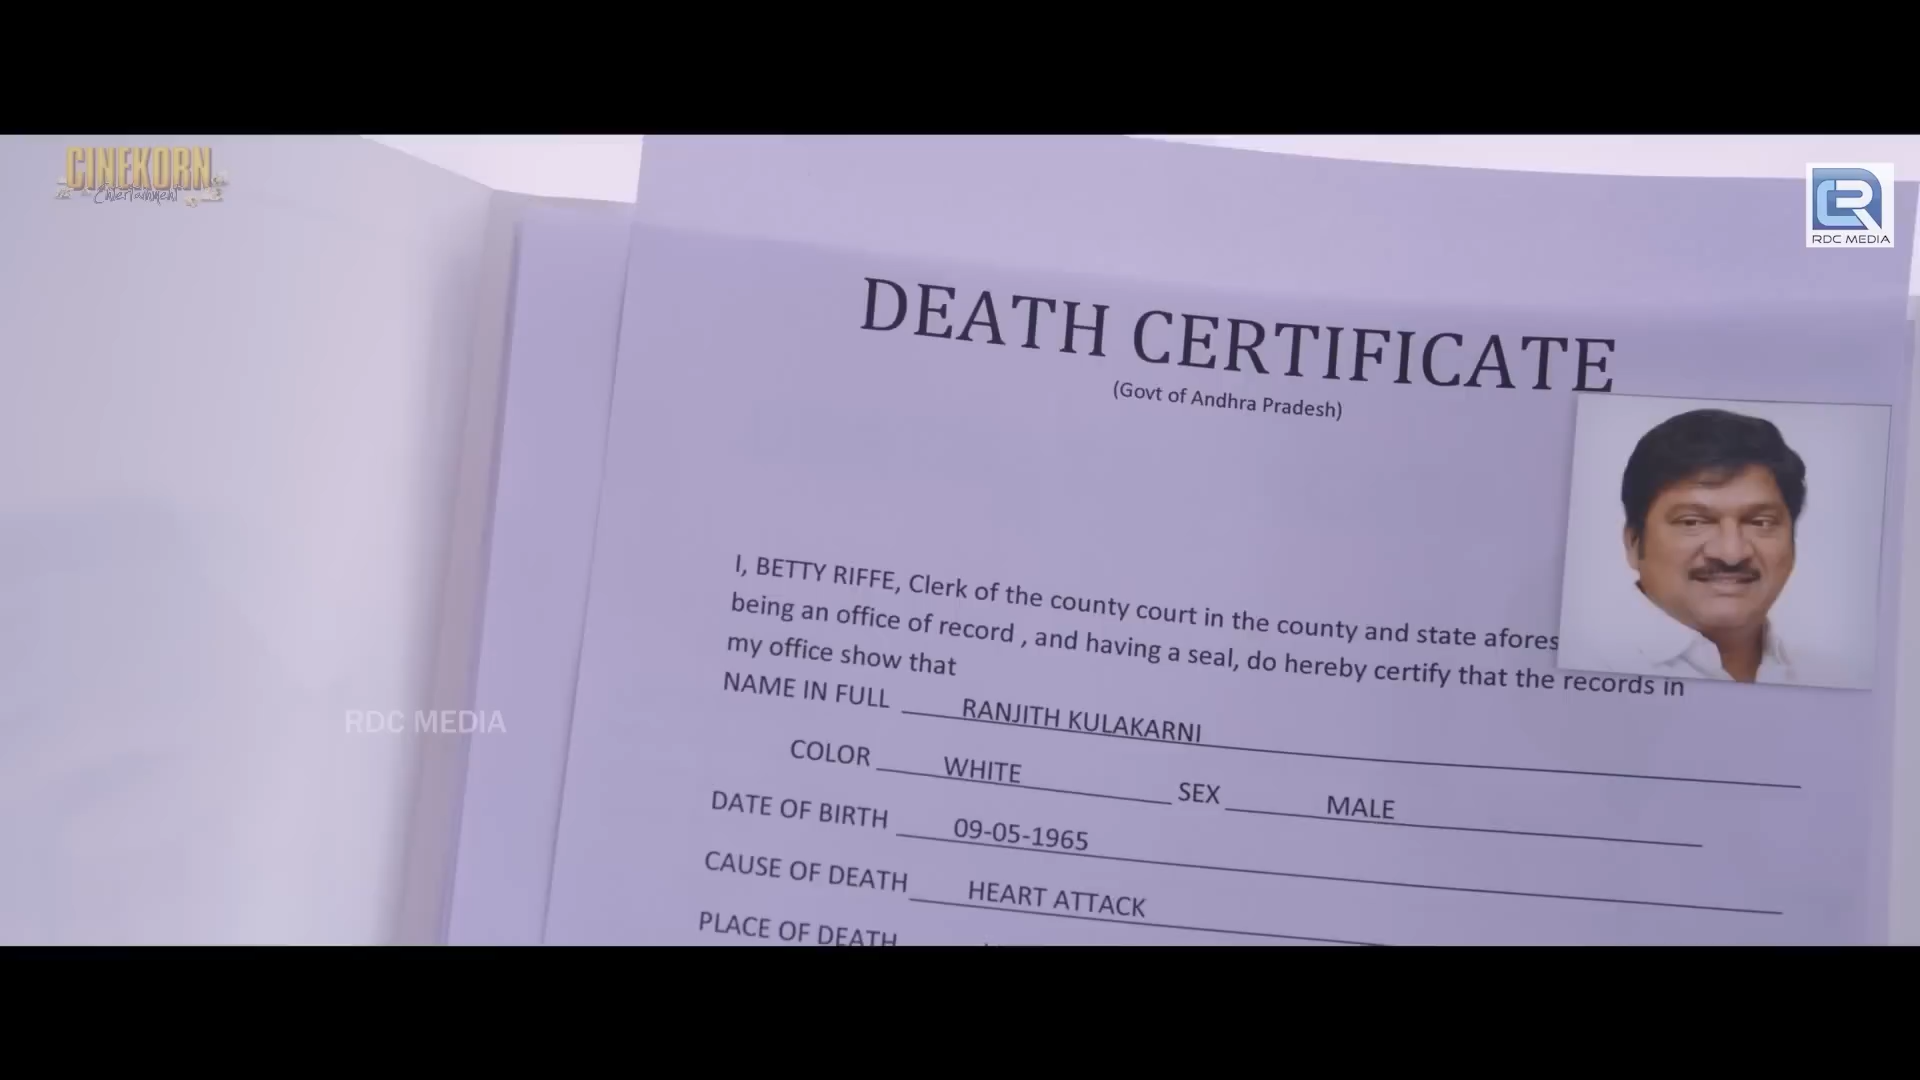 CINEKORN
Entertainment
RDC MEDIA
DEATH CERTIFICATE
(Govt of Andhra Pradesh)
I, BETTY RIFFE, Clerk of the county court in the county and state afores
being an office of record , and having a seal, do hereby certify that the records in
my office show that
NAME IN FULL RANJITH KULAKARNI
RDC MEDIA
COLOR WHITE SEX MALE
DATE OF BIRTH 09-05-1965
CAUSE OF DEATH HEART ATTACK
PLACE OF DEATH